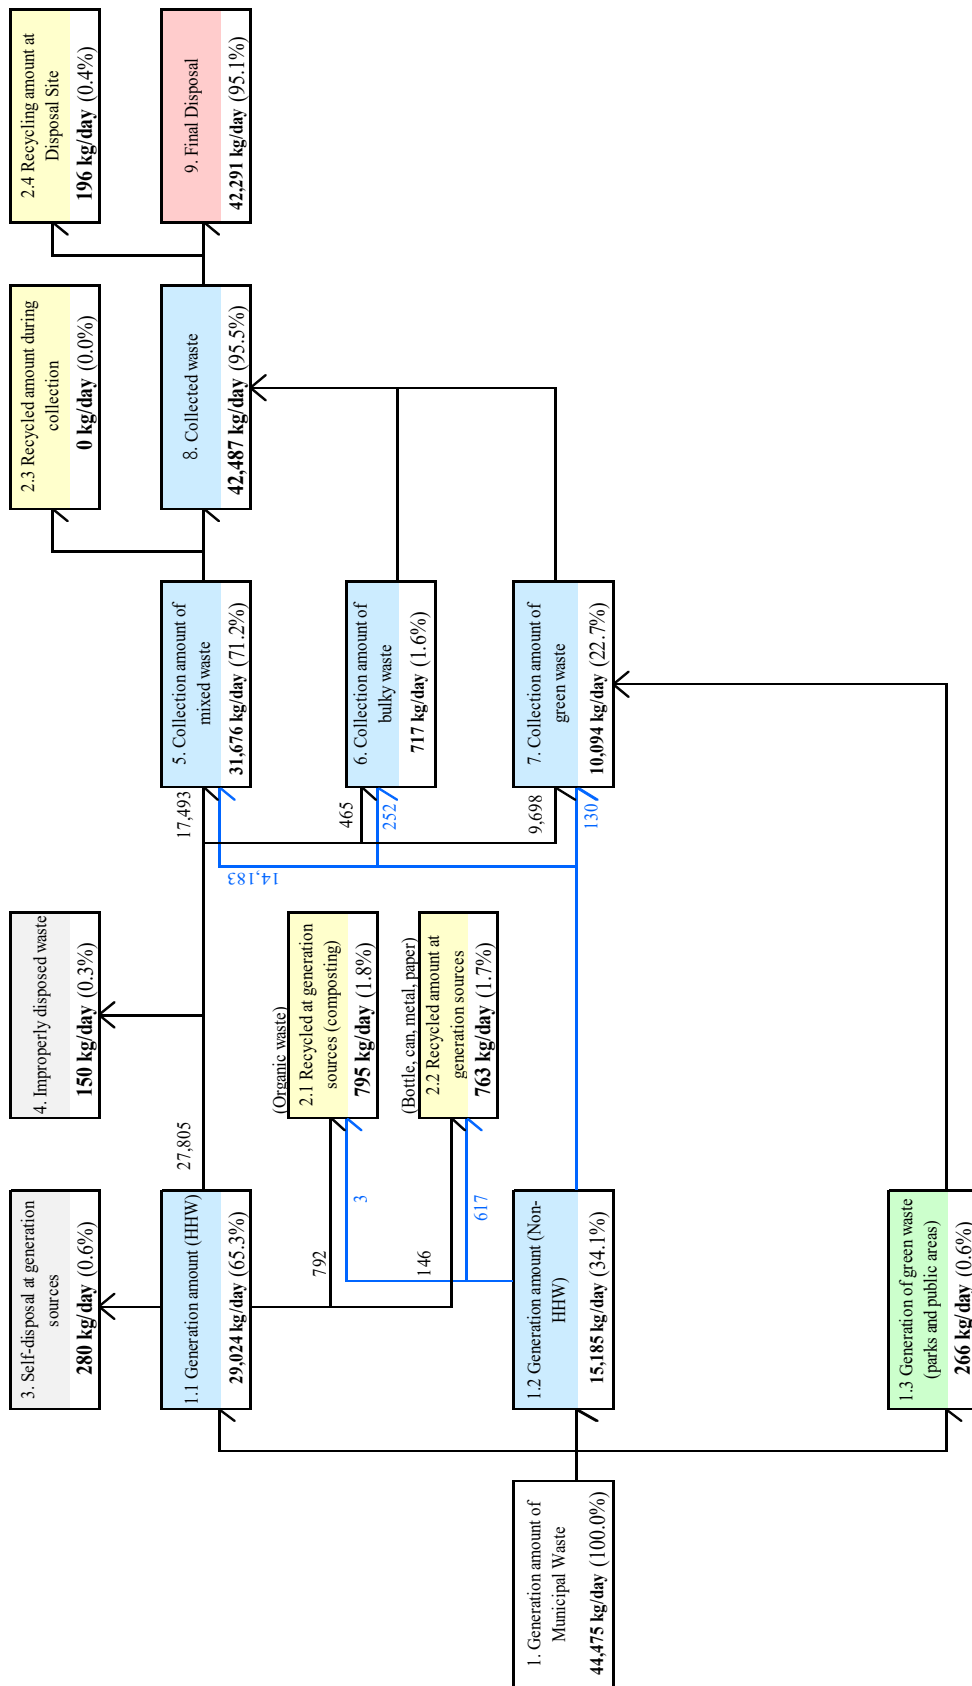 1. Generation amount of
Municipal Waste
44,475 kg/day (100.0%)
3. Self-disposal at generation
sources
280 kg/day (0.6%)
1.1 Generation amount (HHW)
29,024 kg/day (65.3%)
1.2 Generation amount (Non-
HHW)
15,185 kg/day (34.1%)
1.3 Generation of green waste
(parks and public areas)
266 kg/day (0.6%)
27,805
792
146
3
617
4. Improperly disposed waste
150 kg/day (0.3%)
(Organic waste)
2.1 Recycled at generation
sources (composting)
795 kg/day (1.8%)
(Bottle, can, metal, paper)
2.2 Recycled amount at
generation sources
763 kg/day (1.7%)
14,183
17,493
465
252
9,698
130
5. Collection amount of
mixed waste
31,676 kg/day (71.2%)
6. Collection amount of
bulky waste
717 kg/day (1.6%)
7. Collection amount of
green waste
10,094 kg/day (22.7%)
2.3 Recycled amount during
collection
0 kg/day (0.0%)
8. Collected waste
42,487 kg/day (95.5%)
2.4 Recycling amount at
Disposal Site
196 kg/day (0.4%)
9. Final Disposal
42,291 kg/day (95.1%)